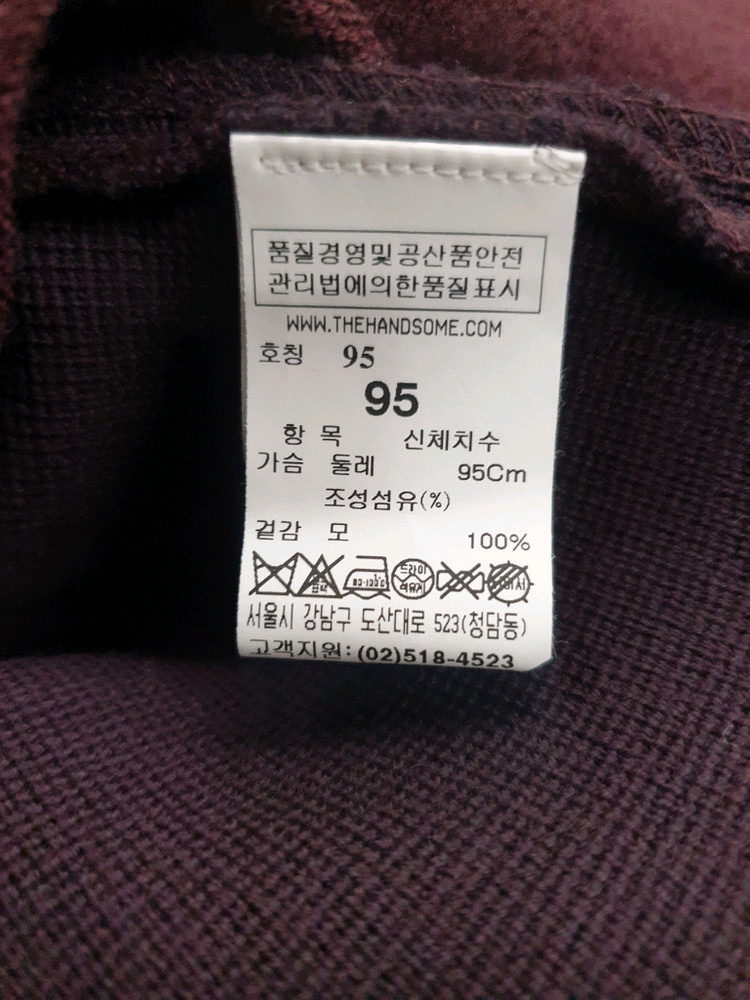 품질경영및공산품안전
관리법에의한품질표시
WWW.THEHANDSOME.COM
호칭 95
95
항 목 신체치수
가슴 둘레 95Cm
조성섬유(%)
겉감 모 100%
드라이
서울시 강남구 도산대로 523(청담동)
고객지원:(02)518-4523